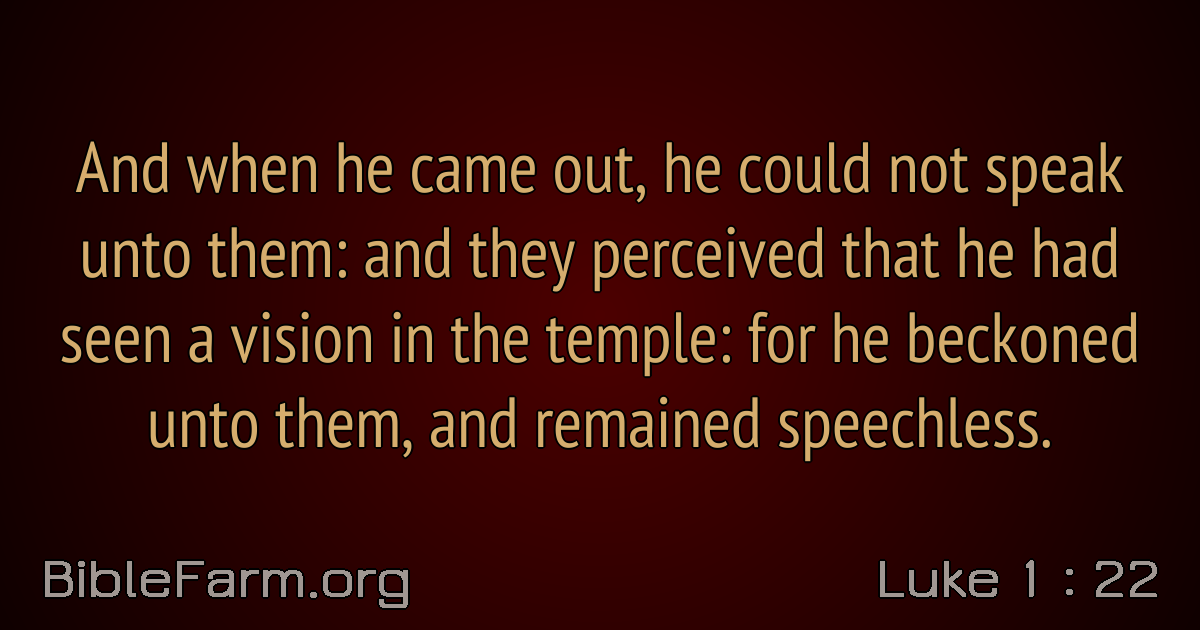 And when he came out, he could not speak
unto them: and they perceived that he had
seen a vision in the temple: for he beckoned
unto them, and remained speechless.
BibleFarm.org
Luke 1 : 22